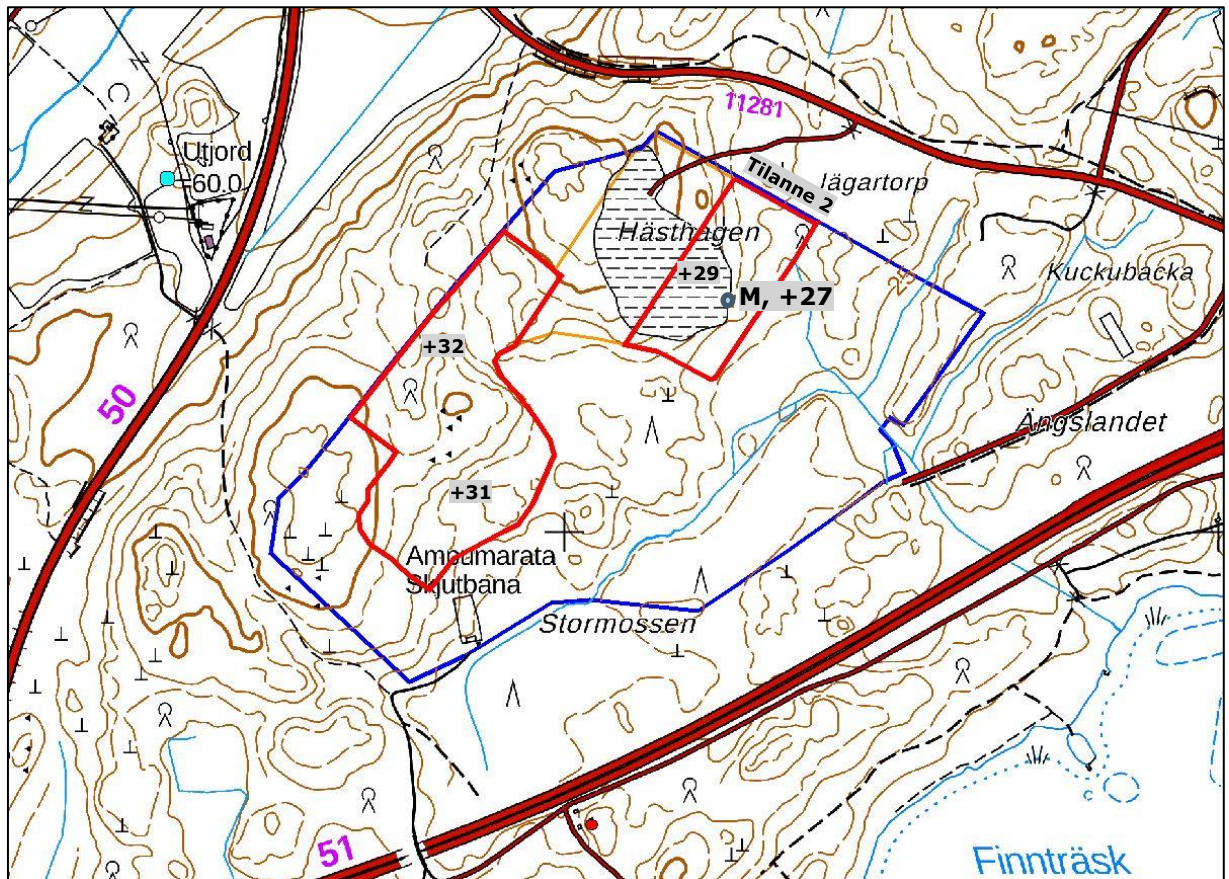 11281
Utjord
60.0
Tilanne 2
Jägartorp
Hästhagen
+29
M, +27
Kuckubacka
+32
50
Ängslandet
+31
Ampumarata
Skjutbana
Stormossen
51
Finnträsk